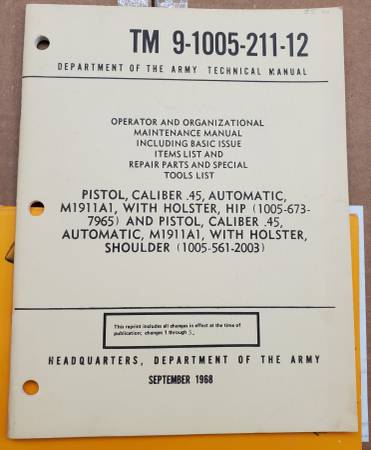 TM 9-1005-211-12
DEPARTMENT OF THE ARMY TECHNICAL MANUAL
OPERATOR AND ORGANIZATIONAL
MAINTENANCE MANUAL
INCLUDING BASIC ISSUE
ITEMS LIST AND
REPAIR PARTS AND SPECIAL
TOOLS LIST
PISTOL, CALIBER .45, AUTOMATIC,
M1911A1, WITH HOLSTER, HIP (1005-673-
7965) AND PISTOL, CALIBER .45,
AUTOMATIC, M1911A1, WITH HOLSTER,
SHOULDER (1005-561-2003)
This reprint includes all changes in effect at the time of
publication; changes 1 through 5.
HEADQUARTERS, DEPARTMENT OF THE ARMY
SEPTEMBER 1968